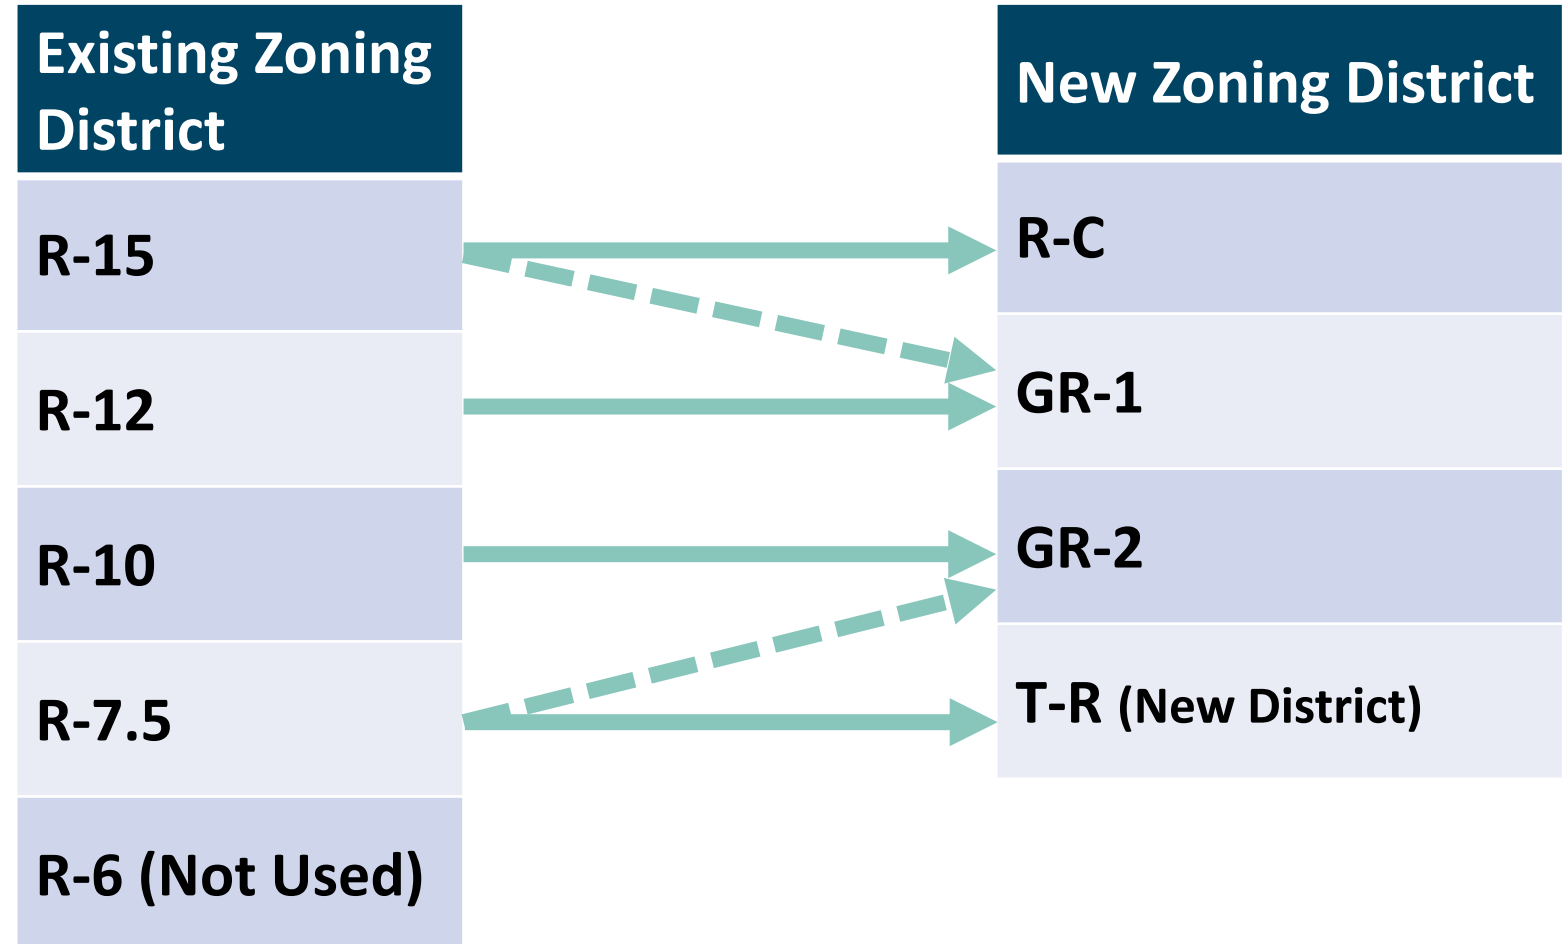 Existing Zoning
District
R-15
R-12
R-10
R-7.5
R-6 (Not Used)
New Zoning District
R-C
GR-1
GR-2
T-R (New District)